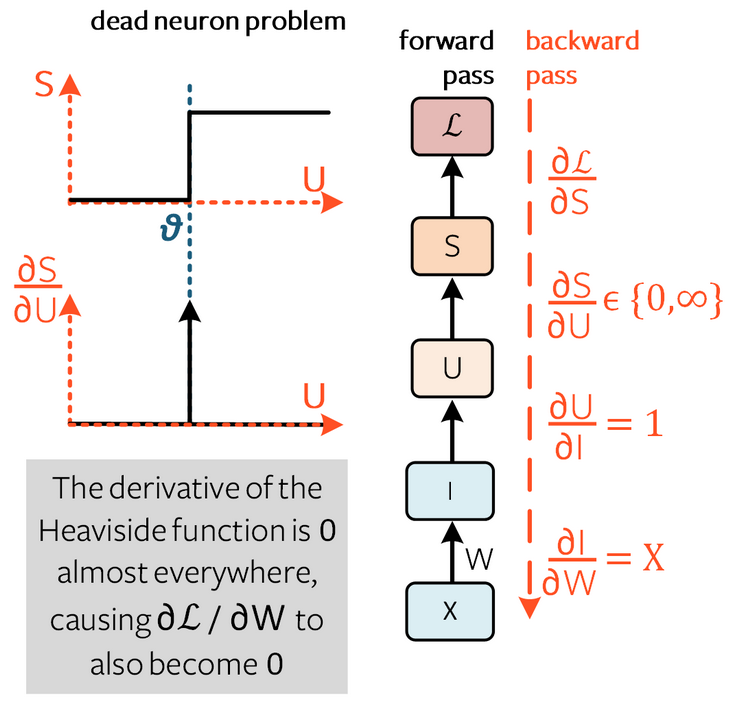 dead neuron problem
S
U
ϑ
∂S
∂U
U
The derivative of the
Heaviside function is 0
almost everywhere,
causing ∂ℒ / ∂W to
also become 0
forward
pass
ℒ
S
U
I
W
X
backward
pass
∂ℒ
∂S
∂S
∂U ϵ {0,∞}
∂U
∂I = 1
∂I
∂W = X